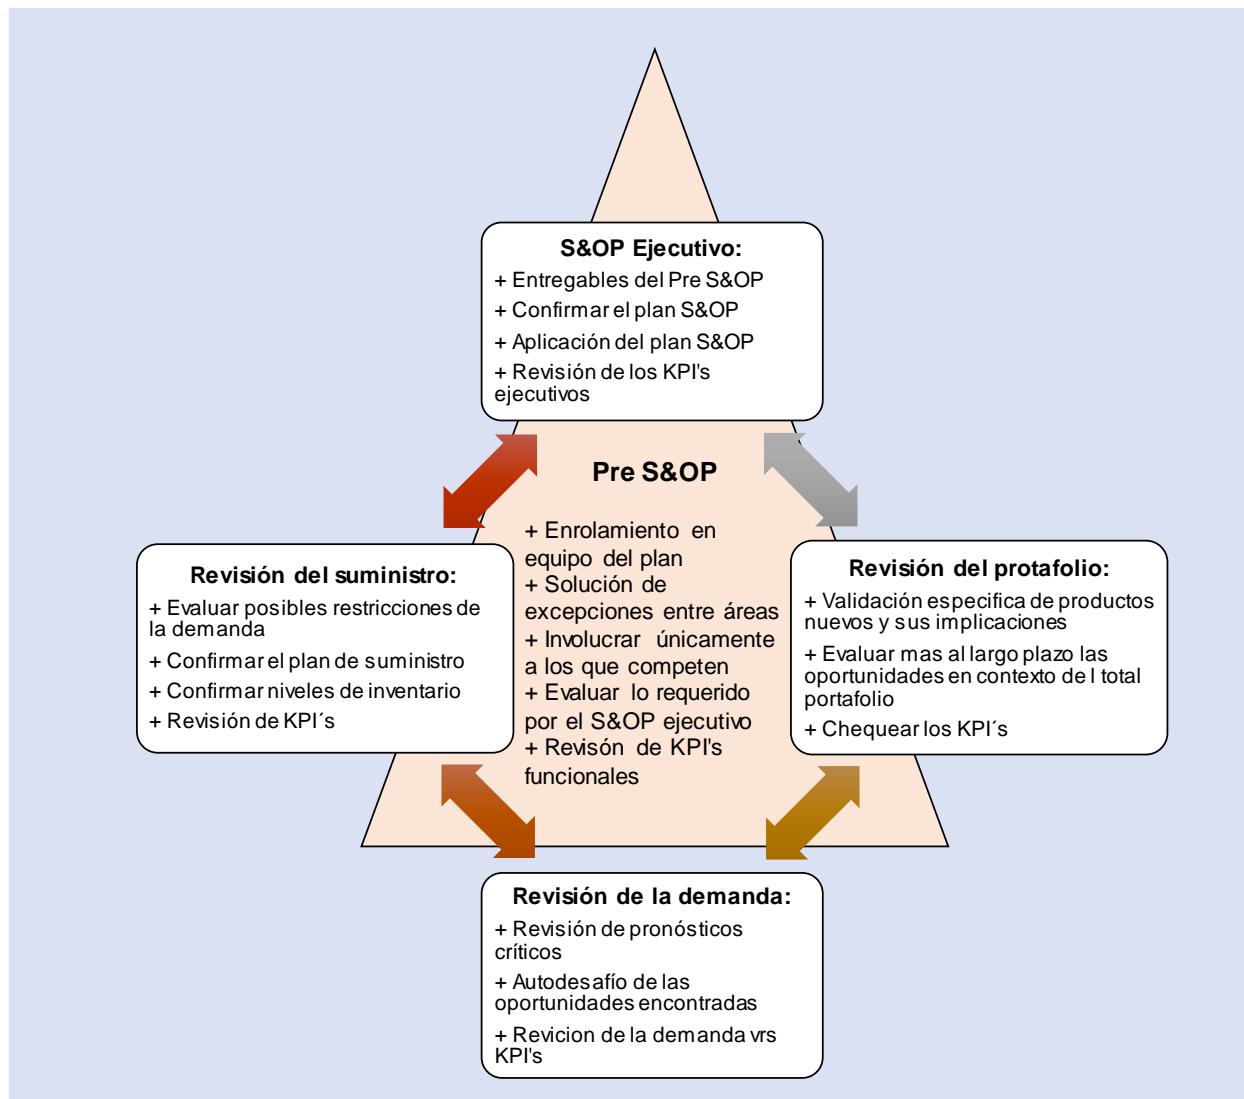 S&OP Ejecutivo:
+ Entregables del Pre S&OP
+ Confirmar el plan S&OP
+ Aplicación del plan S&OP
+ Revisión de los KPI's
ejecutivos
Pre S&OP
+ Enrolamiento en
equipo del plan
+ Solución de
excepciones entre áreas
+ Involucrar únicamente
a los que competen
+ Evaluar lo requerido
por el S&OP ejecutivo
+ Revisón de KPI's
funcionales
Revisión del suministro:
+ Evaluar posibles restricciones de
la demanda
+ Confirmar el plan de suministro
+ Confirmar niveles de inventario
+ Revisión de KPI´s
Revisión del protafolio:
+ Validación especifica de productos
nuevos y sus implicaciones
+ Evaluar mas al largo plazo las
oportunidades en contexto de l total
portafolio
+ Chequear los KPI´s
Revisión de la demanda:
+ Revisión de pronósticos
críticos
+ Autodesafío de las
oportunidades encontradas
+ Revicion de la demanda vrs
KPI's